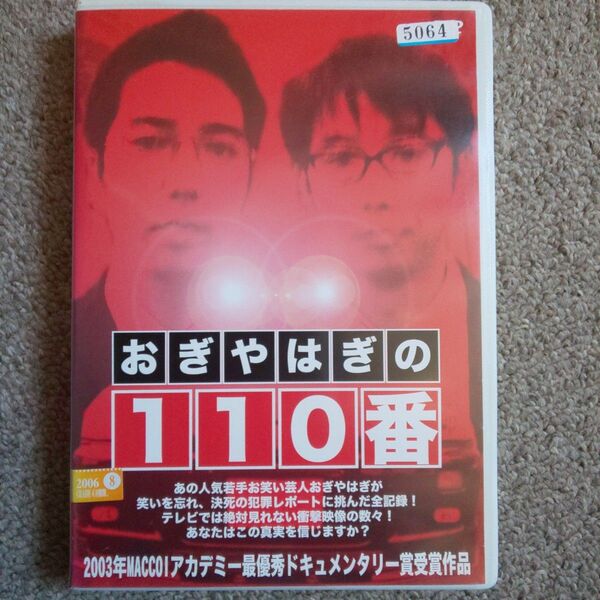 5064
おぎやはぎの
110番
2006
8
あの人気若手お笑い芸人おぎやはぎが
笑いを忘れ、決死の犯罪レポートに挑んだ全記録！
テレビでは絶対見れない衝撃映像の数々！
あなたはこの真実を信じますか？
2003年MACCOIアカデミー最優秀ドキュメンタリー賞受賞作品